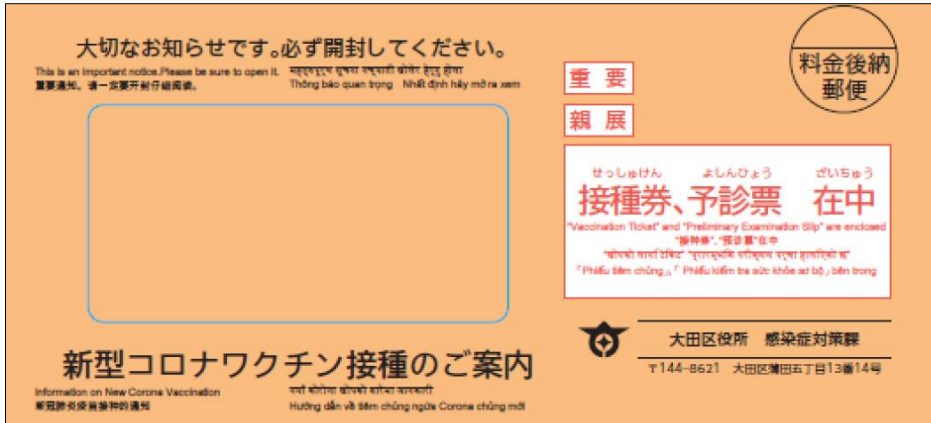 大切なお知らせです。必ず開封してください。
This is an important notice.Please be sure to open it.
重要通知。请一定要开封仔细阅读。
सूचना खोलेर हेर्नु होला
Thông báo quan trọng Nhất định hãy mở ra xem
料金後納
郵便
重要
親展
せっしゅけん よしんひょう ざいちゅう
接種券、予診票 在中
"Vaccination Ticket" and "Preliminary Examination Slip" are enclosed
"接种券"、"预诊票"在中
「Phiếu tiêm chủng」、「Phiếu kiểm tra sức khỏe sơ bộ」bên trong
新型コロナワクチン接種のご案内
Information on New Corona Vaccination
新冠肺炎疫苗接种的通知
नयाँ कोरोना खोपको बारेमा जानकारी
Hướng dẫn về tiêm chủng ngừa Corona chủng mới
大田区役所 感染症対策課
〒144-8621 大田区蒲田五丁目13番14号